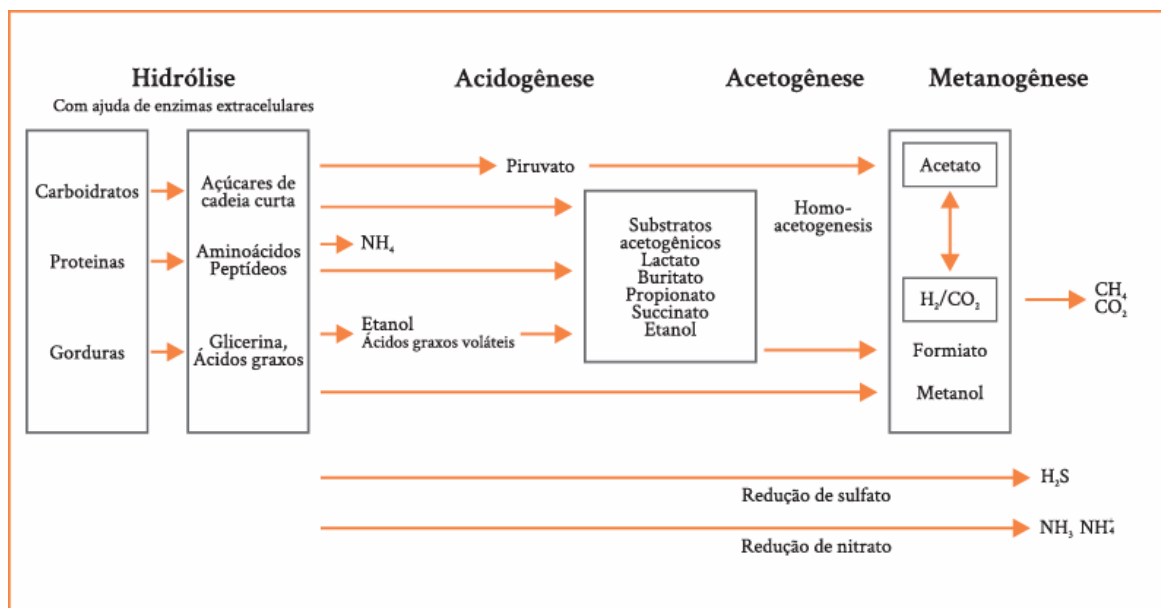 Hidrólise
Com ajuda de enzimas extracelulares
Acidogênese
Acetogênese
Metanogênese
Carboidratos
Proteinas
Gorduras
Açúcares de
cadeia curta
Aminoácidos
Peptídeos
Glicerina,
Ácidos graxos
Piruvato
NH₄
Etanol
Ácidos graxos voláteis
Substratos
acetogênicos
Lactato
Buritato
Propionato
Succinato
Etanol
Homo-
acetogenesis
Acetato
H₂/CO₂
Formiato
Metanol
CH₄
CO₂
Redução de sulfato
H₂S
Redução de nitrato
NH₃ NH₄⁺